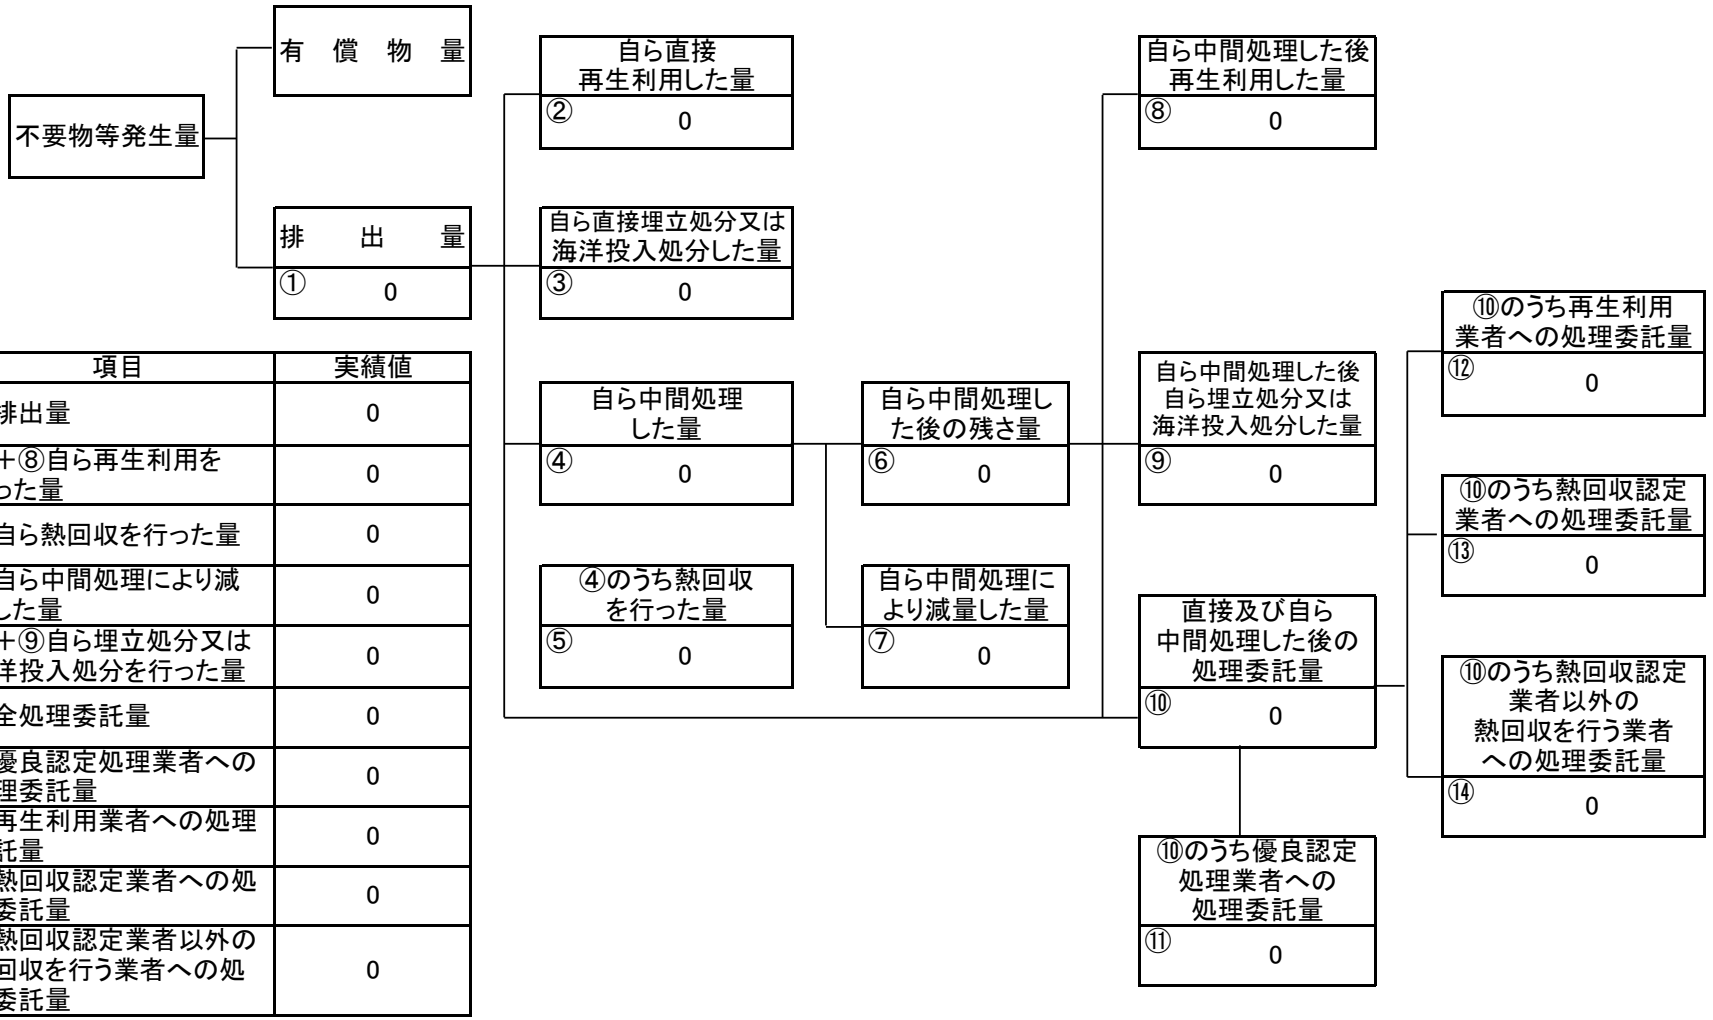 有償物量
不要物等発生量
排出量
① 0
自ら直接
再生利用した量
② 0
自ら直接埋立処分又は
海洋投入処分した量
③ 0
自ら中間処理
した量
④ 0
④のうち熱回収
を行った量
⑤ 0
自ら中間処理し
た後の残さ量
⑥ 0
自ら中間処理に
より減量した量
⑦ 0
自ら中間処理した後
再生利用した量
⑧ 0
自ら中間処理した後
自ら埋立処分又は
海洋投入処分した量
⑨ 0
直接及び自ら
中間処理した後の
処理委託量
⑩ 0
⑩のうち優良認定
処理業者への
処理委託量
⑪ 0
⑩のうち再生利用
業者への処理委託量
⑫ 0
⑩のうち熱回収認定
業者への処理委託量
⑬ 0
⑩のうち熱回収認定
業者以外の
熱回収を行う業者
への処理委託量
⑭ 0
項目 実績値
排出量 0
+⑧自ら再生利用を
った量 0
自ら熱回収を行った量 0
自ら中間処理により減
した量 0
+⑨自ら埋立処分又は
洋投入処分を行った量 0
全処理委託量 0
優良認定処理業者への
理委託量 0
再生利用業者への処理
託量 0
熱回収認定業者への処
委託量 0
熱回収認定業者以外の
回収を行う業者への処
委託量 0